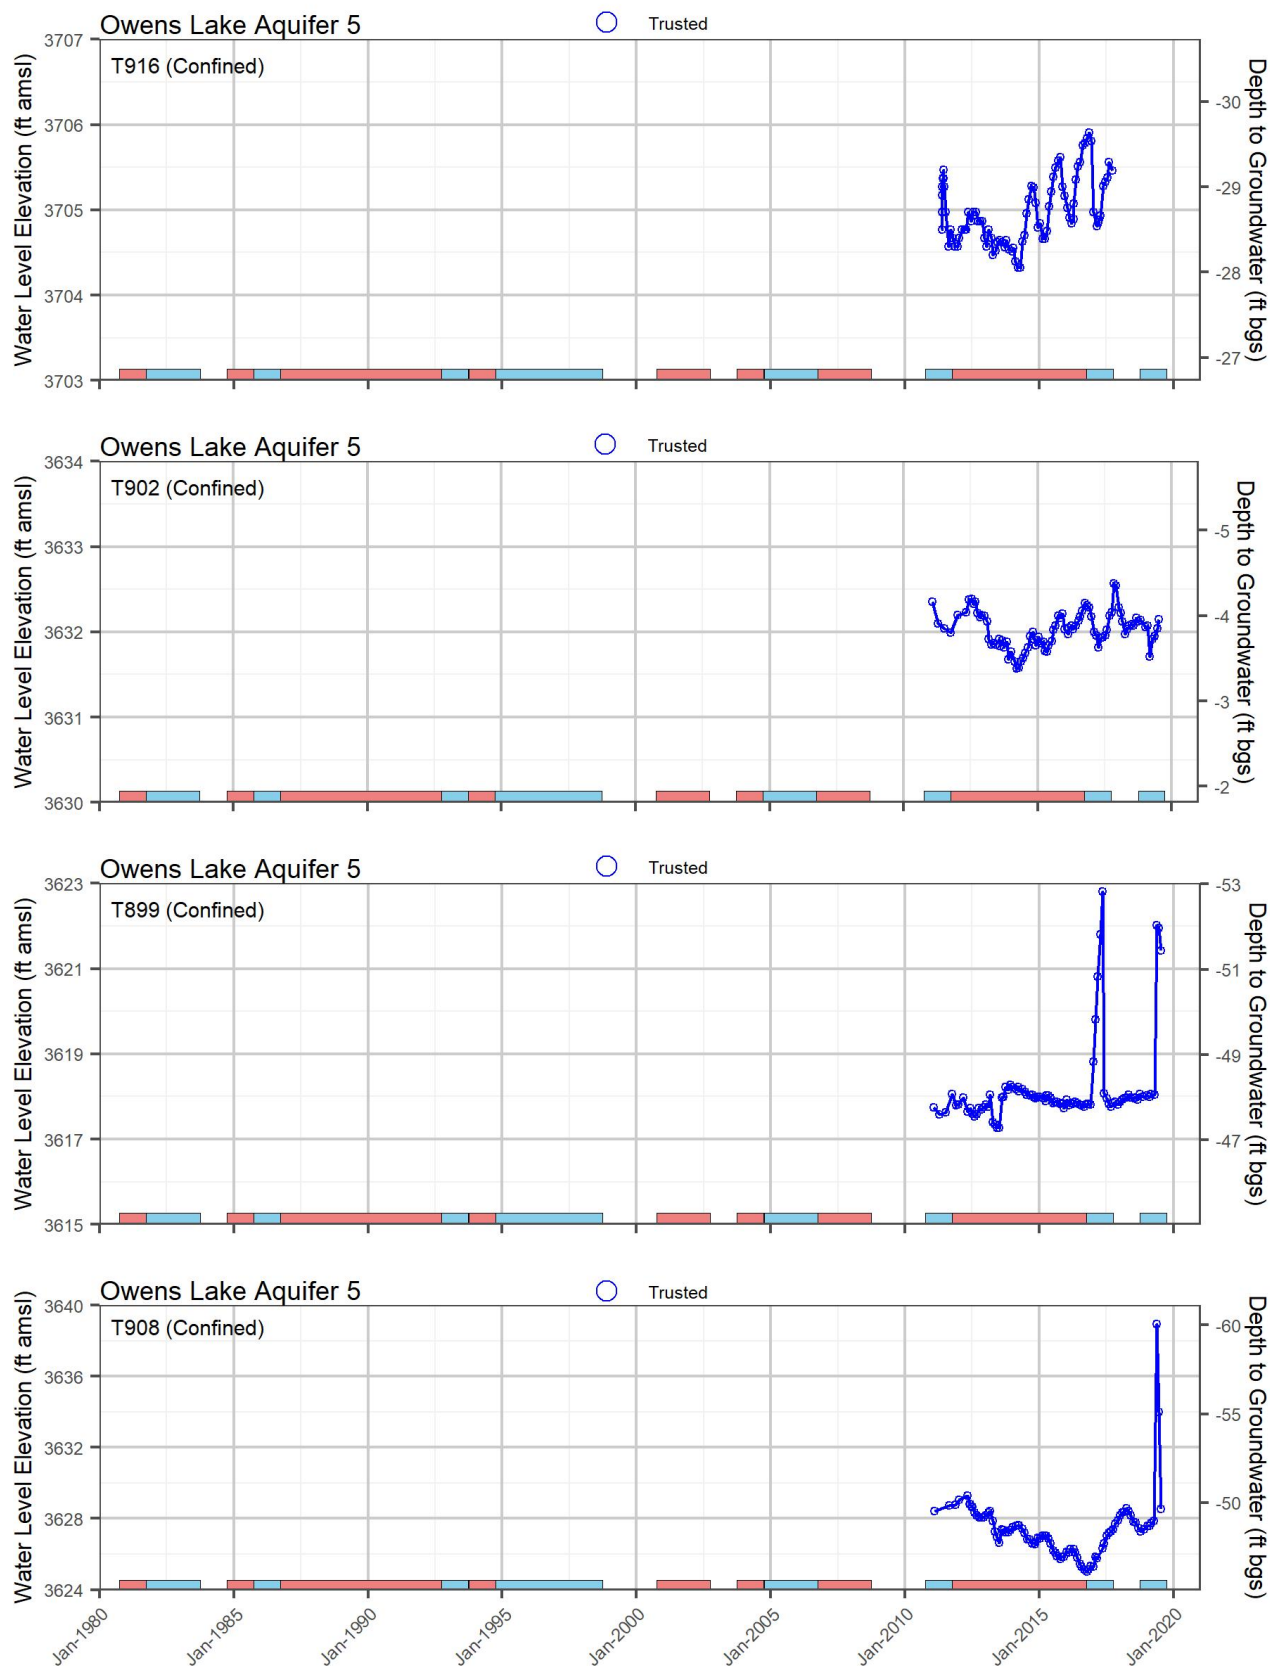 Owens Lake Aquifer 5
Trusted
T916 (Confined)
Water Level Elevation (ft amsl)
3707
3706
3705
3704
3703
Depth to Groundwater (ft bgs)
-30
-29
-28
-27
Owens Lake Aquifer 5
Trusted
T902 (Confined)
Water Level Elevation (ft amsl)
3634
3633
3632
3631
3630
Depth to Groundwater (ft bgs)
-5
-4
-3
-2
Owens Lake Aquifer 5
Trusted
T899 (Confined)
Water Level Elevation (ft amsl)
3623
3621
3619
3617
3615
Depth to Groundwater (ft bgs)
-53
-51
-49
-47
Owens Lake Aquifer 5
Trusted
T908 (Confined)
Water Level Elevation (ft amsl)
3640
3636
3632
3628
3624
Depth to Groundwater (ft bgs)
-60
-55
-50
Jan-1980
Jan-1985
Jan-1990
Jan-1995
Jan-2000
Jan-2005
Jan-2010
Jan-2015
Jan-2020